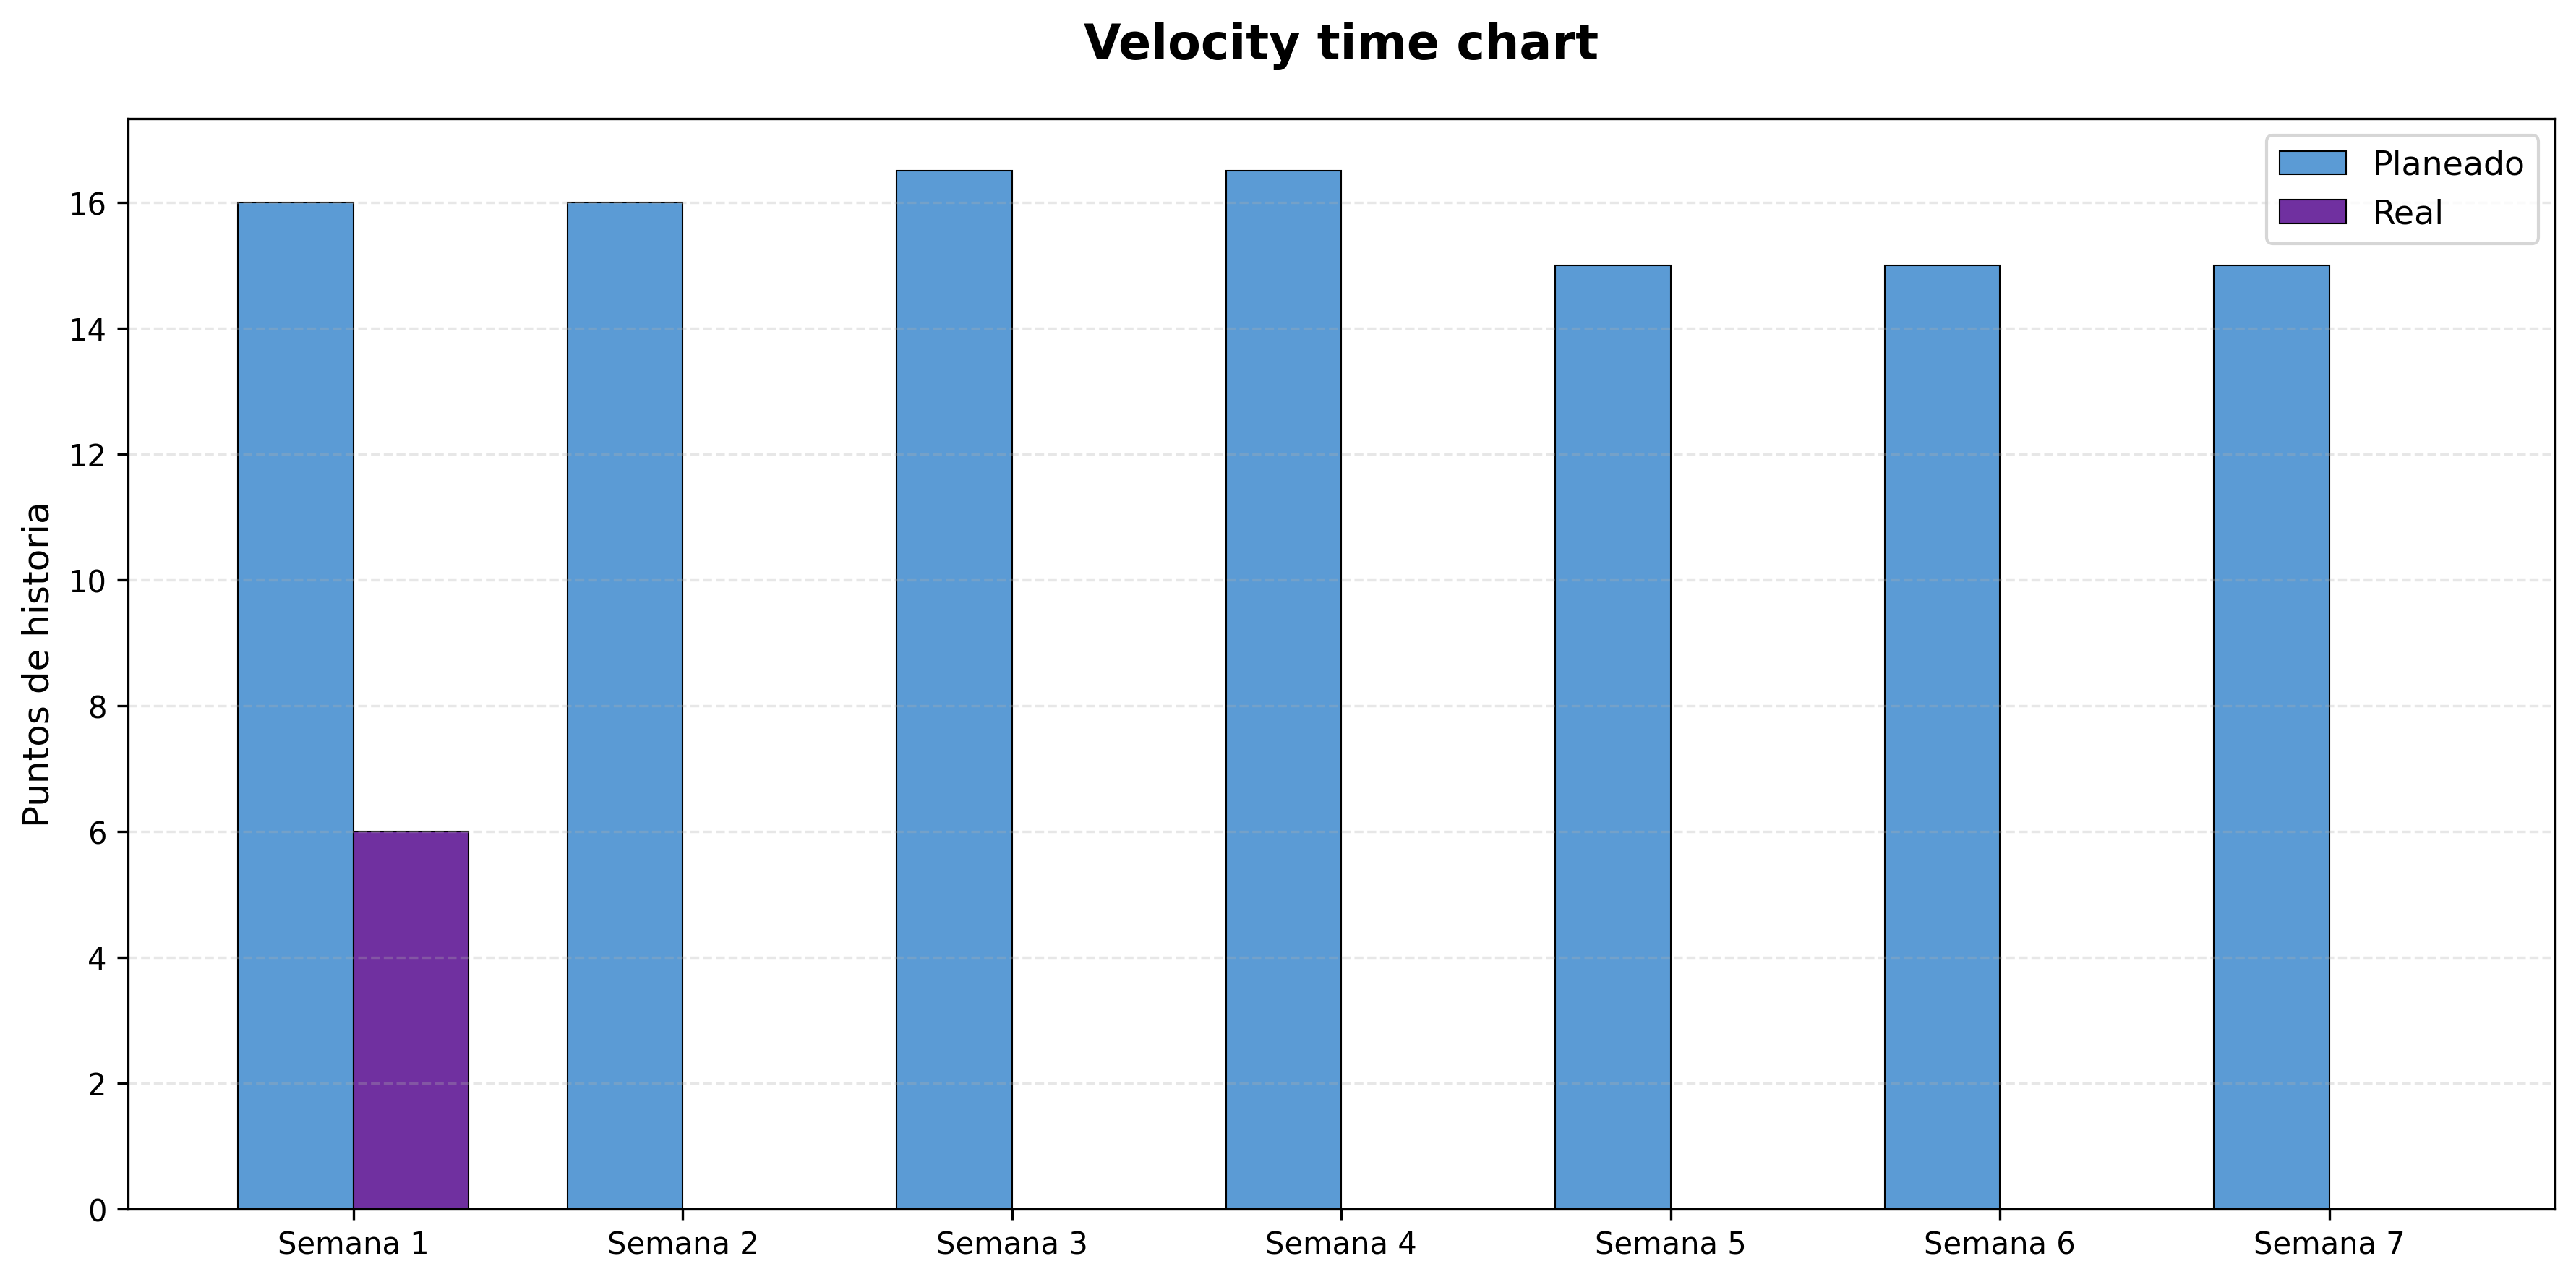 Velocity time chart
Planeado
Real
Puntos de historia
16
14
12
10
8
6
4
2
0
Semana 1
Semana 2
Semana 3
Semana 4
Semana 5
Semana 6
Semana 7